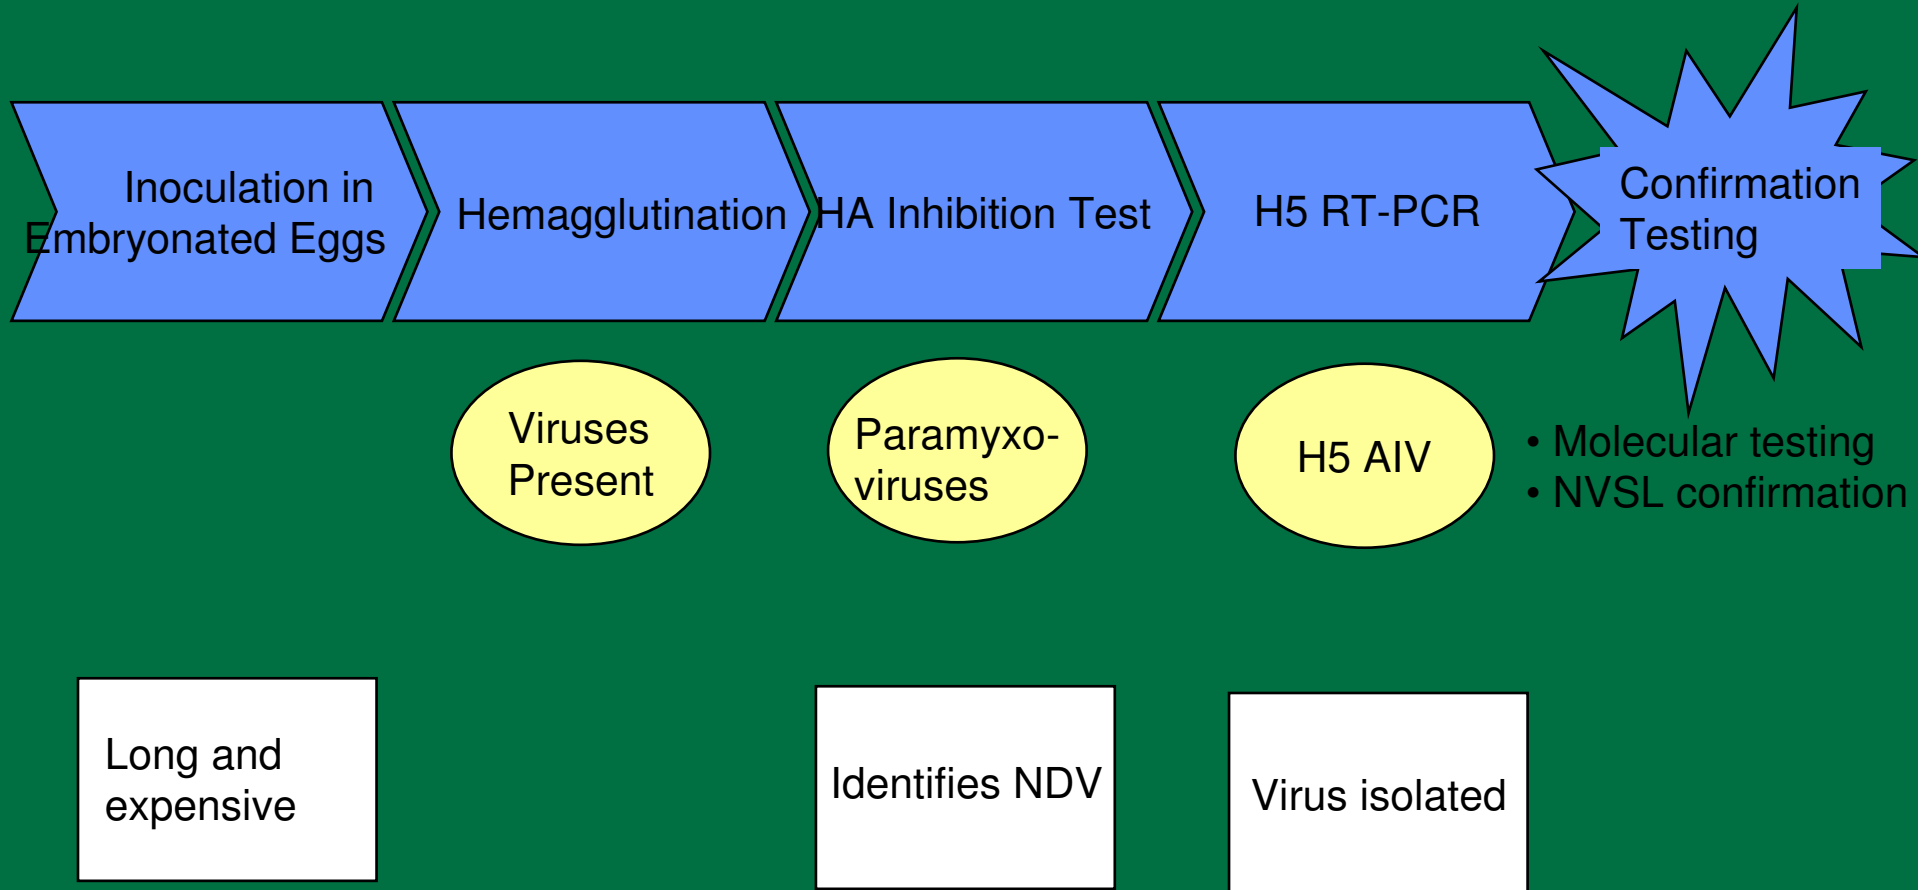 Inoculation in
Embryonated Eggs
Hemagglutination
HA Inhibition Test
H5 RT-PCR
Confirmation
Testing
Viruses
Present
Paramyxo-
viruses
H5 AIV
• Molecular testing
• NVSL confirmation
Long and
expensive
Identifies NDV
Virus isolated